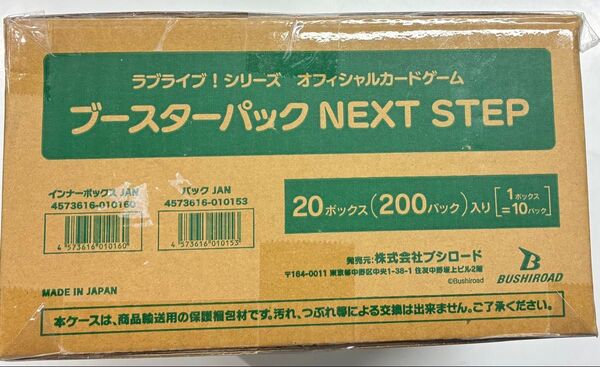 ラブライブ！シリーズ オフィシャルカードゲーム
ブースターパック NEXT STEP
インナーボックス JAN
4573616-010160
4 573616 010160
パック JAN
4573616-010153
4 573616 010153
20ボックス（200パック）入り［1ボックス＝10パック］
発売元：株式会社ブシロード
〒164-0011 東京都中野区中央1-38-1 住友中野坂上ビル2階
©Bushiroad
BUSHIROAD
MADE IN JAPAN
本ケースは、商品輸送用の保護梱包材です。汚れ、つぶれ等による交換は出来ません。ご了承ください。